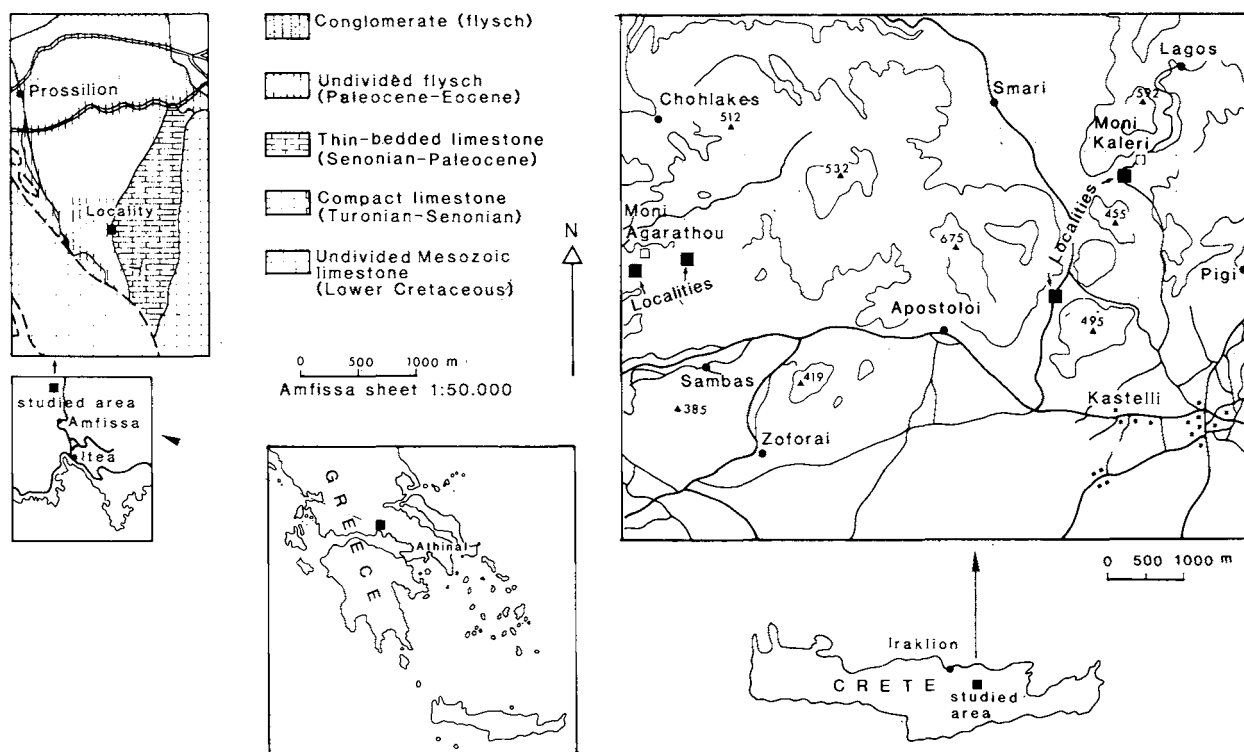 Prossilion
Locality
studied area
Amfissa
Itea
Conglomerate (flysch)
Undivided flysch
(Paleocene-Eocene)
Thin-bedded limestone
(Senonian-Paleocene)
Compact limestone
(Turonian-Senonian)
Undivided Mesozoic
limestone
(Lower Cretaceous)
0 500 1000 m
Amfissa sheet 1:50.000
N
GREECE
Athinai
Lagos
Smari
592
Chohlakes
512
Moni
Kaleri
532
Localities
455
Moni
Agarathou
675
Pigi
Localities
Apostoloi
495
Sambas
419
385
Kastelli
Zoforai
0 500 1000 m
Iraklion
CRETE
studied
area